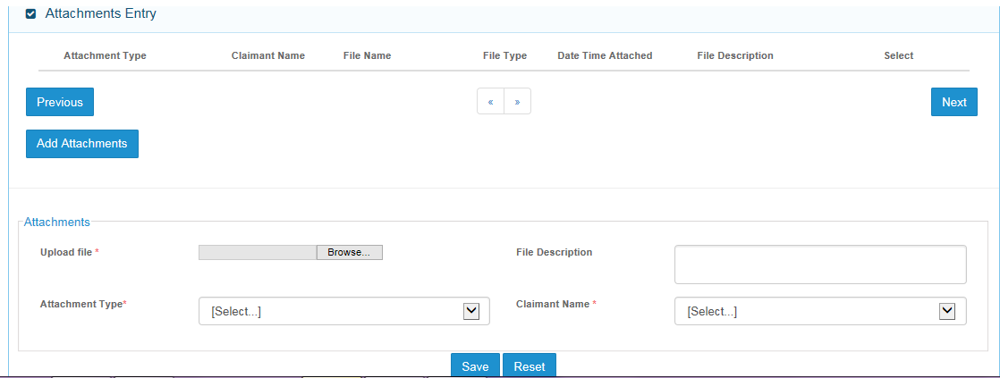 Attachments Entry
Attachment Type Claimant Name File Name File Type Date Time Attached File Description Select
Previous « » Next
Add Attachments
Attachments
Upload file * Browse... File Description
Attachment Type* [Select...] Claimant Name * [Select...]
Save Reset